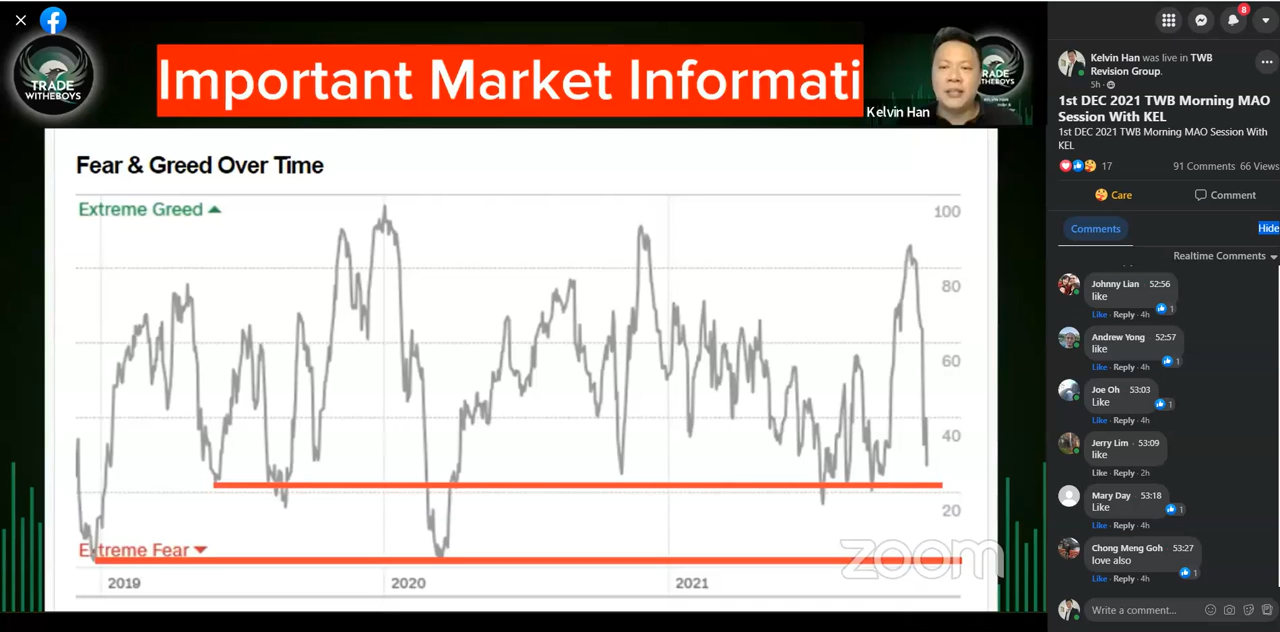 TRADE
WITHEBOYS
Important Market Informati
RADE
THEBOYS
Kelvin Han
Fear & Greed Over Time
Extreme Greed
100
80
60
40
20
Extreme Fear
2019
2020
2021
zoom
8
Kelvin Han was live in TWB
Revision Group.
5h
1st DEC 2021 TWB Morning MAO
Session With KEL
1st DEC 2021 TWB Morning MAO Session With
KEL
17
91 Comments 66 Views
Care
Comment
Comments
Hide
Realtime Comments
Johnny Lian · 52:56
like
1
Like · Reply · 4h
Andrew Yong 52:57
like
1
Like · Reply · 4h
Joe Oh 53:03
Like
1
Like · Reply · 4h
Jerry Lim · 53:09
like
Like · Reply · 2h
Mary Day 53:18
Like
1
Like · Reply · 4h
Chong Meng Goh 53:27
love also
1
Like · Reply · 4h
Write a comment...